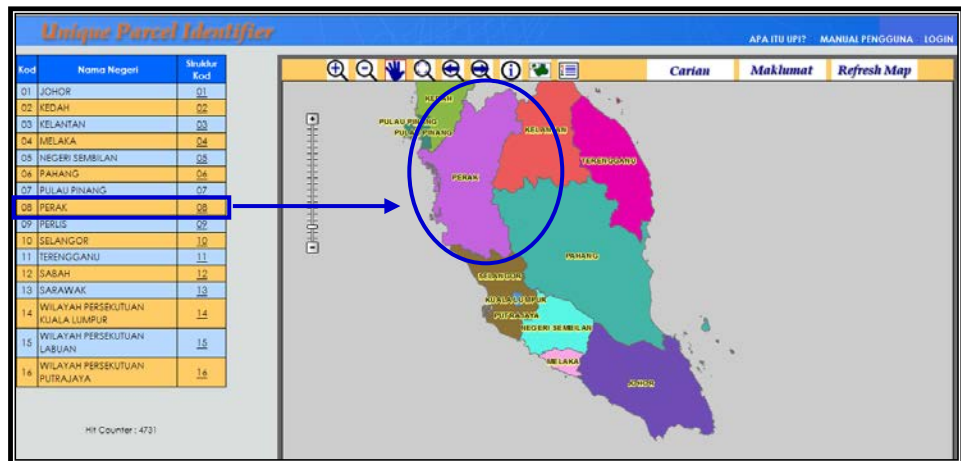 Unique Parcel Identifier
APA ITU UPI? MANUAL PENGGUNA LOGIN
Kod Nama Negeri Struktur Kod
01 JOHOR 01
02 KEDAH 02
03 KELANTAN 03
04 MELAKA 04
05 NEGERI SEMBILAN 05
06 PAHANG 06
07 PULAU PINANG 07
08 PERAK 08
09 PERLIS 09
10 SELANGOR 10
11 TERENGGANU 11
12 SABAH 12
13 SARAWAK 13
14 WILAYAH PERSEKUTUAN KUALA LUMPUR 14
15 WILAYAH PERSEKUTUAN LABUAN 15
16 WILAYAH PERSEKUTUAN PUTRAJAYA 16
Hit Counter : 4731
Carian Maklumat Refresh Map
KEDAH
PULAU PINANG
PULAU PINANG
KELANTAN
TERENGGANU
PERAK
PAHANG
SELANGOR
KUALA LUMPUR
PUTRAJAYA
NEGERI SEMBILAN
MELAKA
JOHOR